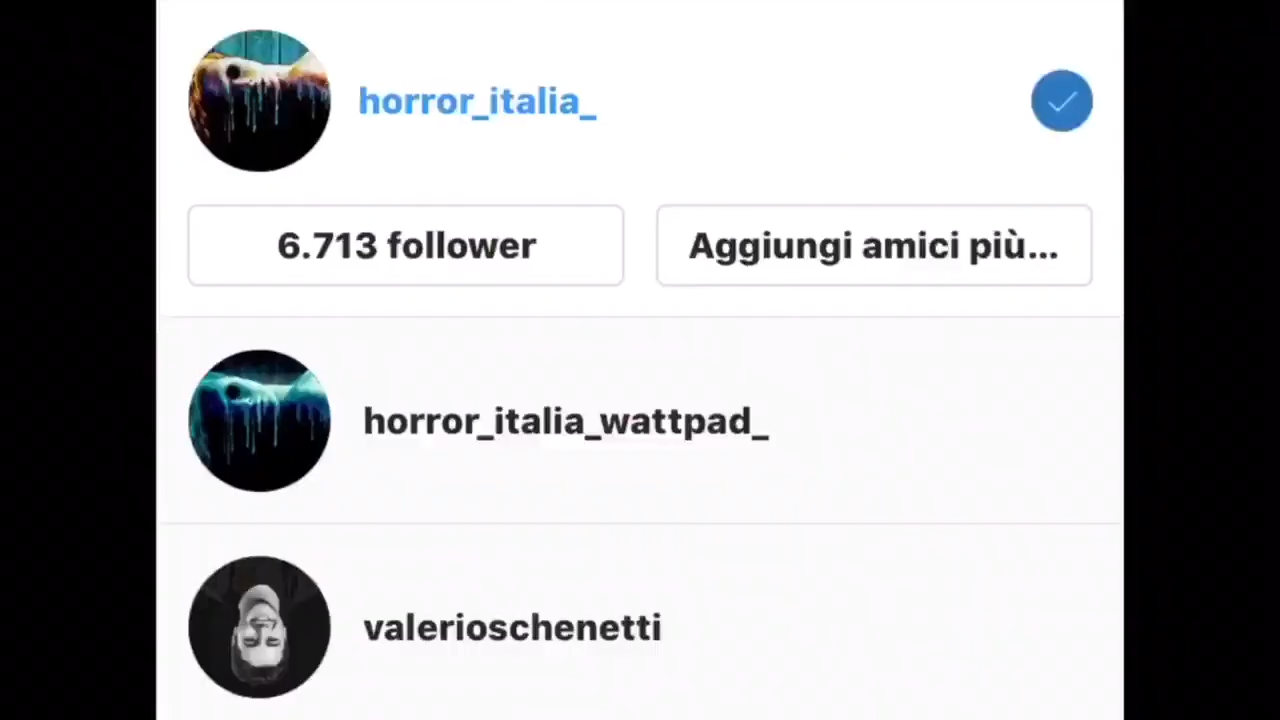 horror_italia_
6.713 follower
Aggiungi amici più...
horror_italia_wattpad_
valerioschenetti